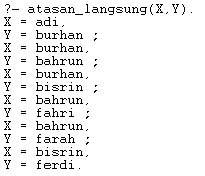 ?- atasan_langsung(X,Y).
X = adi,
Y = burhan ;
X = burhan,
Y = bahrun ;
X = burhan,
Y = bisrin ;
X = bahrun,
Y = fahri ;
X = bahrun,
Y = farah ;
X = bisrin,
Y = ferdi.